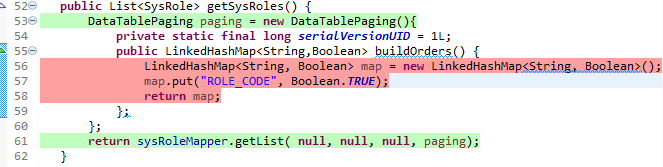 52 public List<SysRole> getSysRoles() {
53 DataTablePaging paging = new DataTablePaging(){
54 private static final long serialVersionUID = 1L;
55 public LinkedHashMap<String,Boolean> buildOrders() {
56 LinkedHashMap<String, Boolean> map = new LinkedHashMap<String, Boolean>();
57 map.put("ROLE_CODE", Boolean.TRUE);
58 return map;
59 };
60 };
61 return sysRoleMapper.getList( null, null, null, paging);
62 }